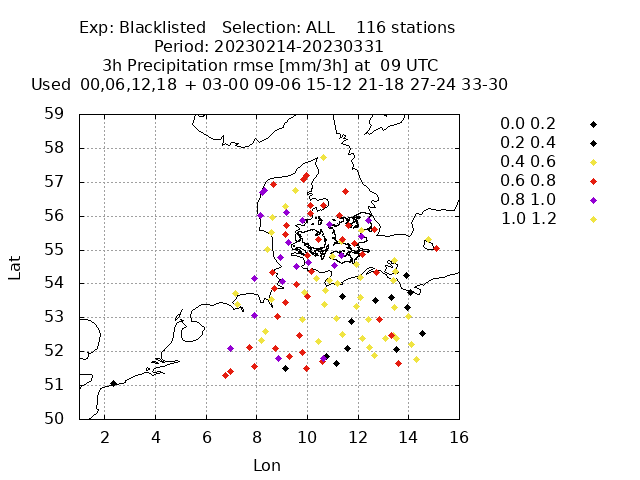 Exp: Blacklisted Selection: ALL 116 stations
Period: 20230214-20230331
3h Precipitation rmse [mm/3h] at 09 UTC
Used 00,06,12,18 + 03-00 09-06 15-12 21-18 27-24 33-30
59
58
57
56
55
54
53
52
51
50
Lat
2 4 6 8 10 12 14 16
Lon
0.0 0.2
0.2 0.4
0.4 0.6
0.6 0.8
0.8 1.0
1.0 1.2